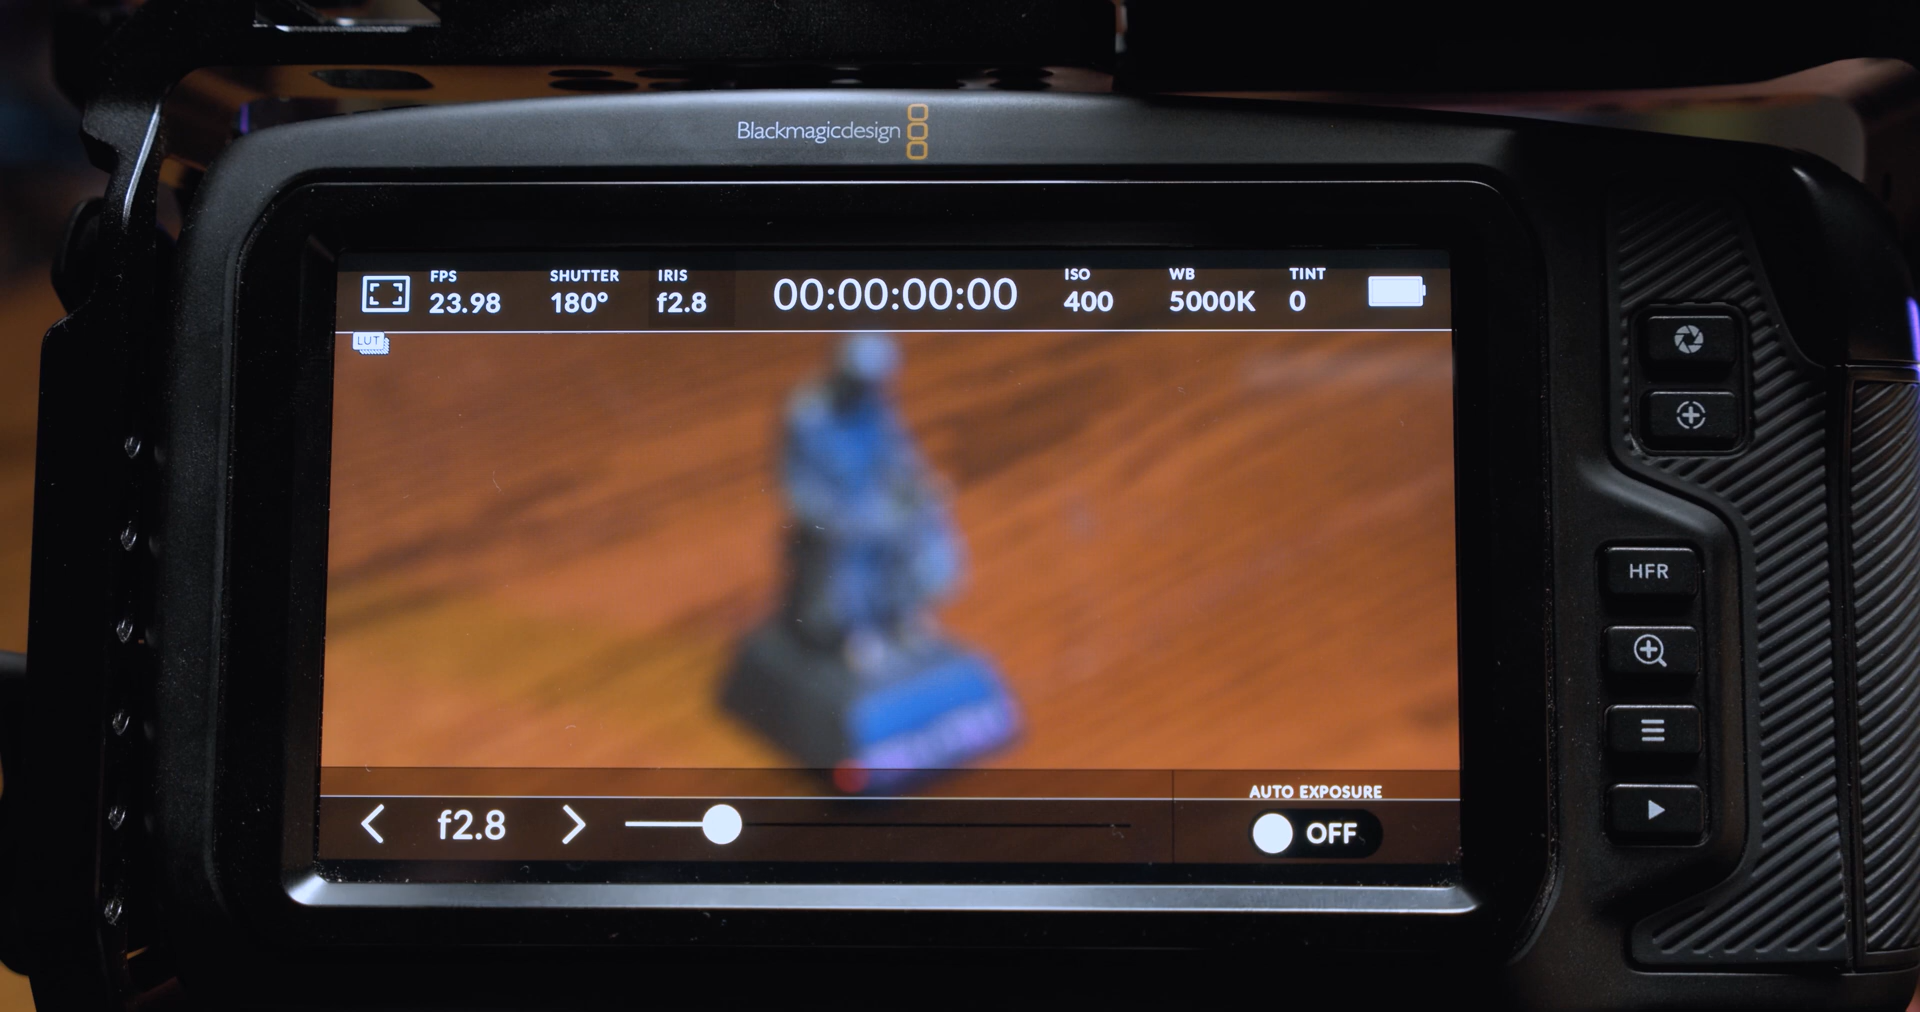 Blackmagicdesign
FPS SHUTTER IRIS ISO WB TINT
23.98 180° f2.8 00:00:00:00 400 5000K 0
LUT
HFR
AUTO EXPOSURE
f2.8 OFF